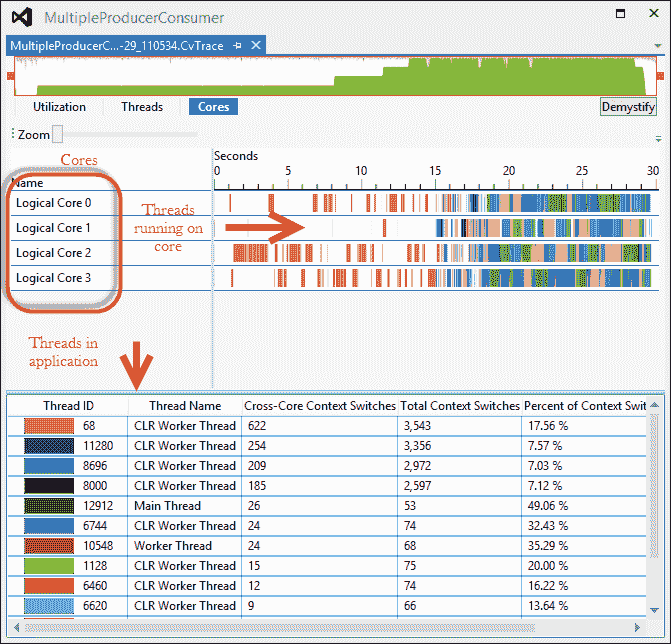 MultipleProducerConsumer
MultipleProducerC...-29_110534.CvTrace
Utilization Threads Cores Demystify
Zoom
Cores
Seconds
0 5 10 15 20 25 30
Name
Logical Core 0
Logical Core 1
Logical Core 2
Logical Core 3
Threads
running on
core
Threads in
application
Thread ID Thread Name Cross-Core Context Switches Total Context Switches Percent of Context Swit
68 CLR Worker Thread 622 3,543 17.56 %
11280 CLR Worker Thread 254 3,356 7.57 %
8696 CLR Worker Thread 209 2,972 7.03 %
8000 CLR Worker Thread 185 2,597 7.12 %
12912 Main Thread 26 53 49.06 %
6744 CLR Worker Thread 24 74 32.43 %
10548 Worker Thread 24 68 35.29 %
1128 CLR Worker Thread 15 75 20.00 %
6460 CLR Worker Thread 12 74 16.22 %
6620 CLR Worker Thread 9 66 13.64 %